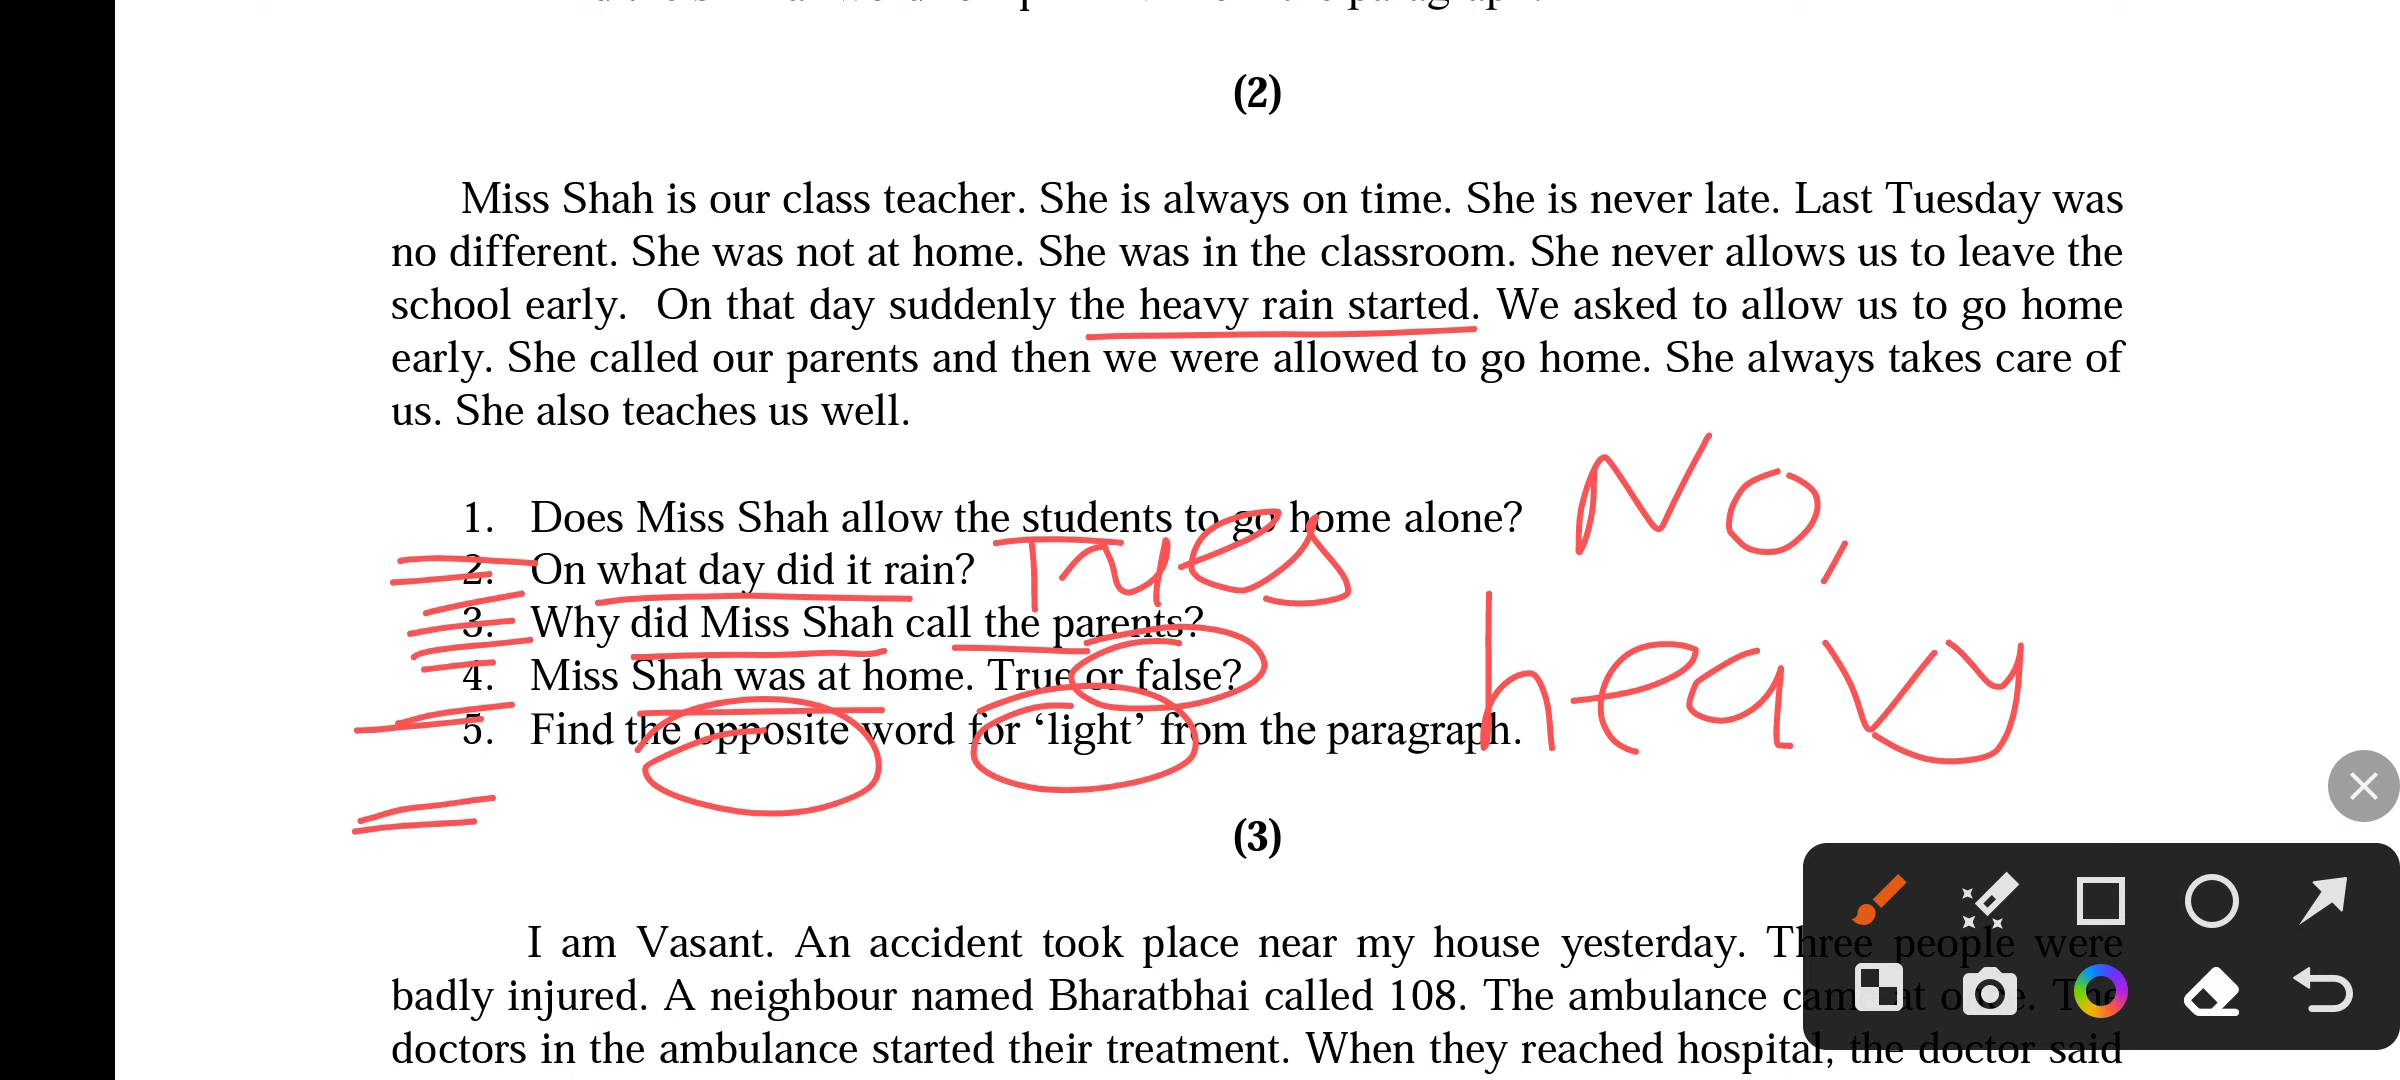 (2)
Miss Shah is our class teacher. She is always on time. She is never late. Last Tuesday was
no different. She was not at home. She was in the classroom. She never allows us to leave the
school early. On that day suddenly the heavy rain started. We asked to allow us to go home
early. She called our parents and then we were allowed to go home. She always takes care of
us. She also teaches us well.
1. Does Miss Shah allow the students to go home alone? NO,
2. On what day did it rain? Tues
3. Why did Miss Shah call the parents?
4. Miss Shah was at home. True or false?
5. Find the opposite word for ‘light’ from the paragraph. heavy
(3)
I am Vasant. An accident took place near my house yesterday. Three people were
badly injured. A neighbour named Bharatbhai called 108. The ambulance came at once. The
doctors in the ambulance started their treatment. When they reached hospital, the doctor said